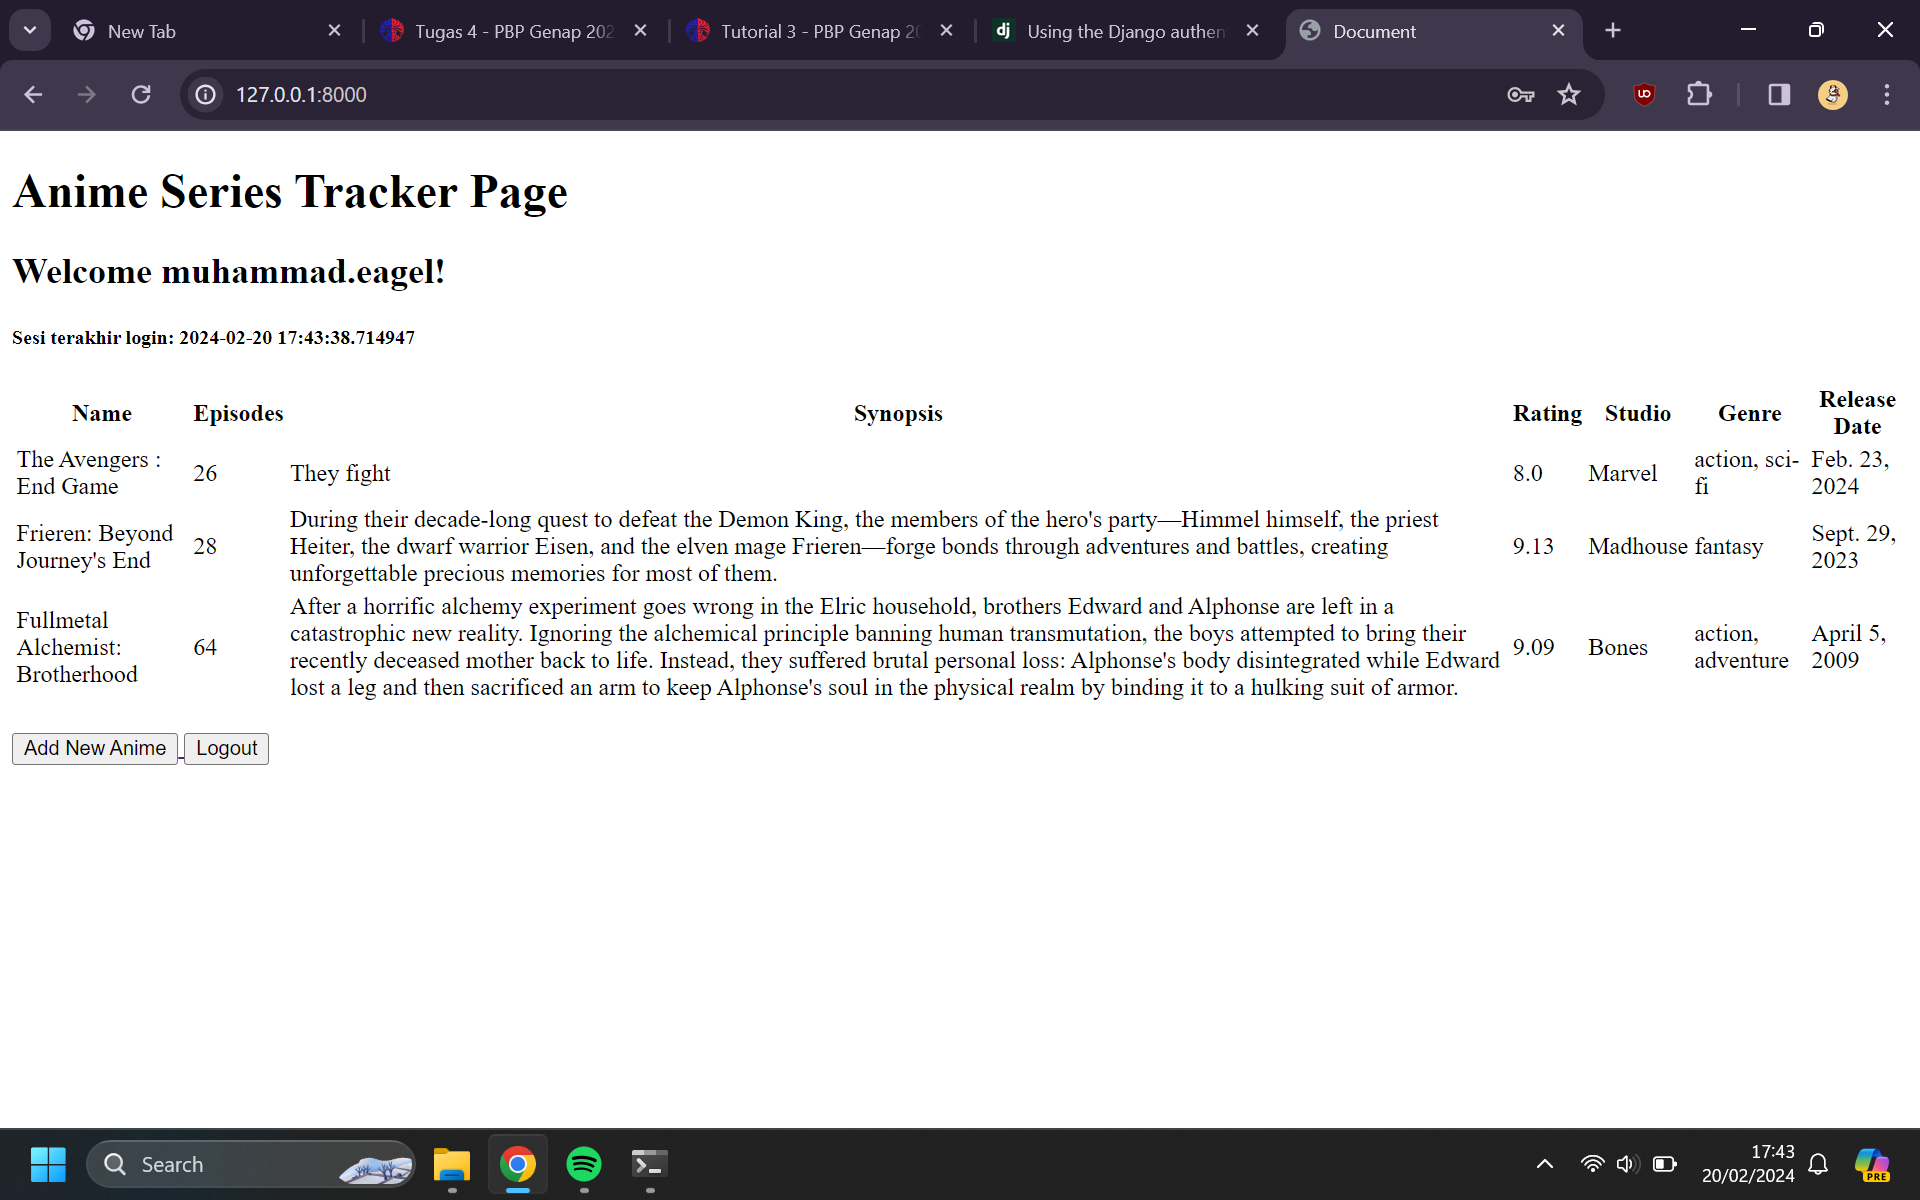 New Tab
Tugas 4 - PBP Genap 202
Tutorial 3 - PBP Genap 20
dj
Using the Django authen
Document
127.0.0.1:8000
Anime Series Tracker Page
Welcome muhammad.eagel!
Sesi terakhir login: 2024-02-20 17:43:38.714947
Name Episodes Synopsis Rating Studio Genre Release
Date
The Avengers :
End Game
26
They fight
8.0
Marvel
action, sci-
fi
Feb. 23,
2024
Frieren: Beyond
Journey's End
28
During their decade-long quest to defeat the Demon King, the members of the hero's party—Himmel himself, the priest
Heiter, the dwarf warrior Eisen, and the elven mage Frieren—forge bonds through adventures and battles, creating
unforgettable precious memories for most of them.
9.13
Madhouse
fantasy
Sept. 29,
2023
Fullmetal
Alchemist:
Brotherhood
64
After a horrific alchemy experiment goes wrong in the Elric household, brothers Edward and Alphonse are left in a
catastrophic new reality. Ignoring the alchemical principle banning human transmutation, the boys attempted to bring their
recently deceased mother back to life. Instead, they suffered brutal personal loss: Alphonse's body disintegrated while Edward
lost a leg and then sacrificed an arm to keep Alphonse's soul in the physical realm by binding it to a hulking suit of armor.
9.09
Bones
action,
adventure
April 5,
2009
Add New Anime
Logout
Search
17:43
20/02/2024
PRE